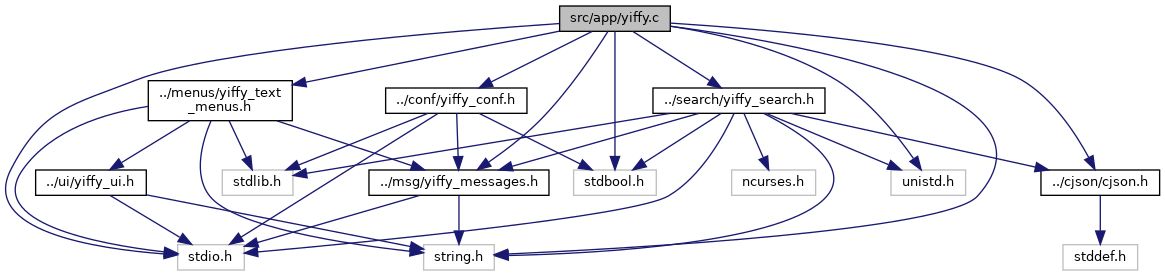 src/app/yiffy.c
../menus/yiffy_text
_menus.h
../conf/yiffy_conf.h
../search/yiffy_search.h
../ui/yiffy_ui.h
stdlib.h
../msg/yiffy_messages.h
stdbool.h
ncurses.h
unistd.h
../cjson/cjson.h
stdio.h
string.h
stddef.h